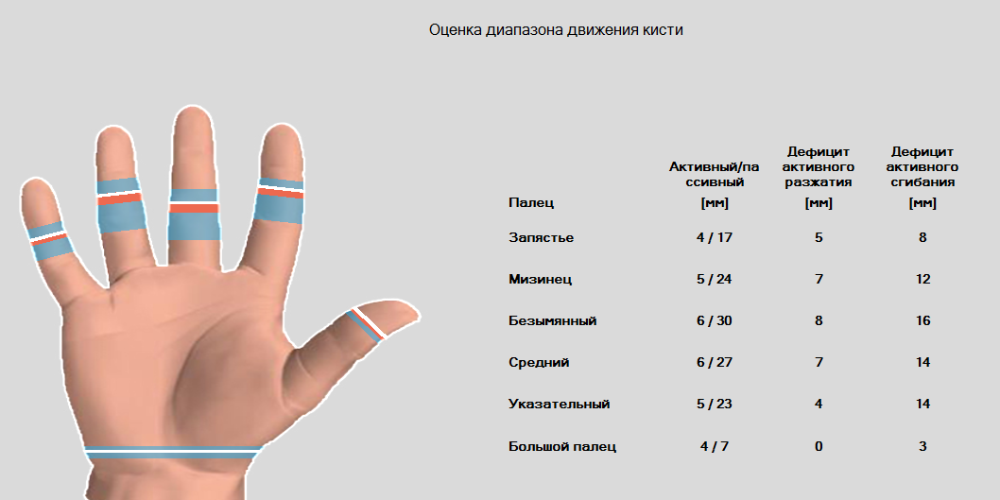 Оценка диапазона движения кисти
Палец Активный/па ссивный [мм] Дефицит активного разжатия [мм] Дефицит активного сгибания [мм]
Запястье 4 / 17 5 8
Мизинец 5 / 24 7 12
Безымянный 6 / 30 8 16
Средний 6 / 27 7 14
Указательный 5 / 23 4 14
Большой палец 4 / 7 0 3